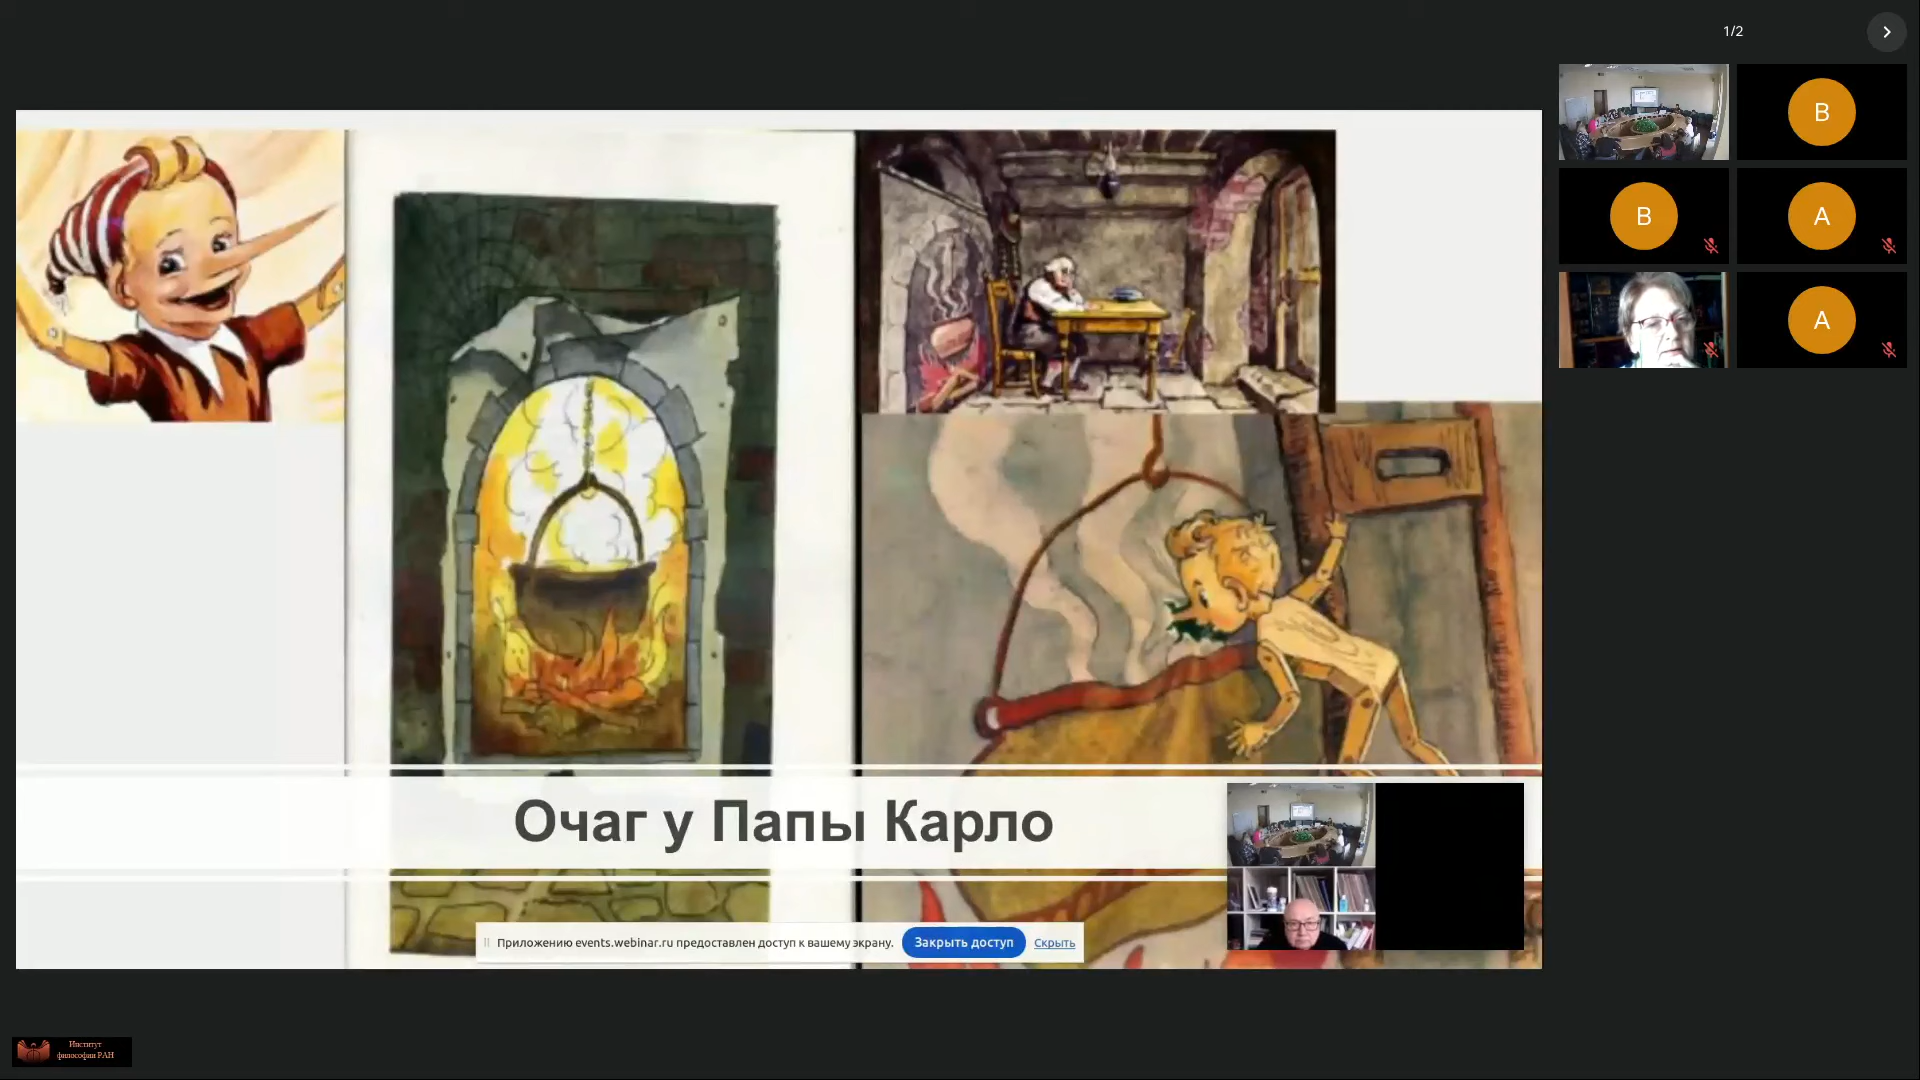 1/2
B
B
A
A
Очаг у Папы Карло
Приложению events.webinar.ru предоставлен доступ к вашему экрану.
Закрыть доступ
Скрыть
Институт
философии РАН